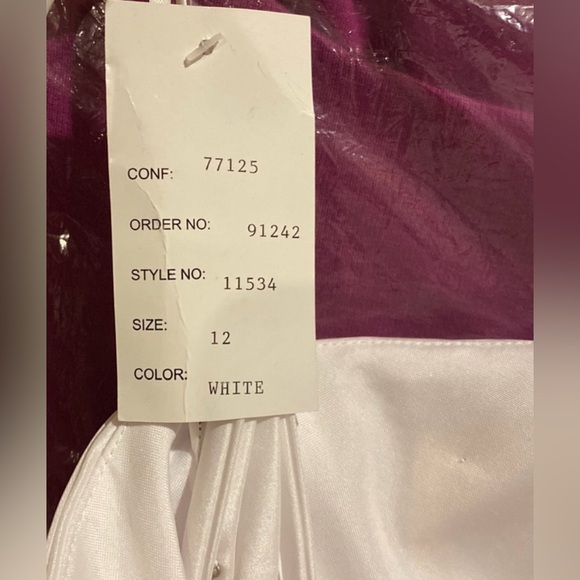 CONF: 77125
ORDER NO: 91242
STYLE NO: 11534
SIZE: 12
COLOR: WHITE